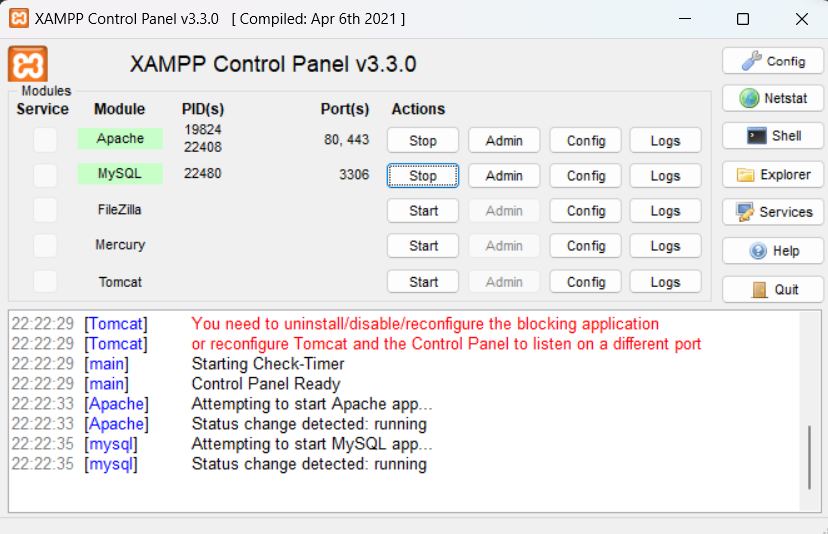 XAMPP Control Panel v3.3.0 [ Compiled: Apr 6th 2021 ]
XAMPP Control Panel v3.3.0
Config
Modules
Service Module PID(s) Port(s) Actions
Netstat
Apache 19824 22408 80, 443 Stop Admin Config Logs
Shell
MySQL 22480 3306 Stop Admin Config Logs
Explorer
FileZilla Start Admin Config Logs
Services
Mercury Start Admin Config Logs
Help
Tomcat Start Admin Config Logs
Quit
22:22:29 [Tomcat] You need to uninstall/disable/reconfigure the blocking application
22:22:29 [Tomcat] or reconfigure Tomcat and the Control Panel to listen on a different port
22:22:29 [main] Starting Check-Timer
22:22:29 [main] Control Panel Ready
22:22:33 [Apache] Attempting to start Apache app...
22:22:33 [Apache] Status change detected: running
22:22:35 [mysql] Attempting to start MySQL app...
22:22:35 [mysql] Status change detected: running